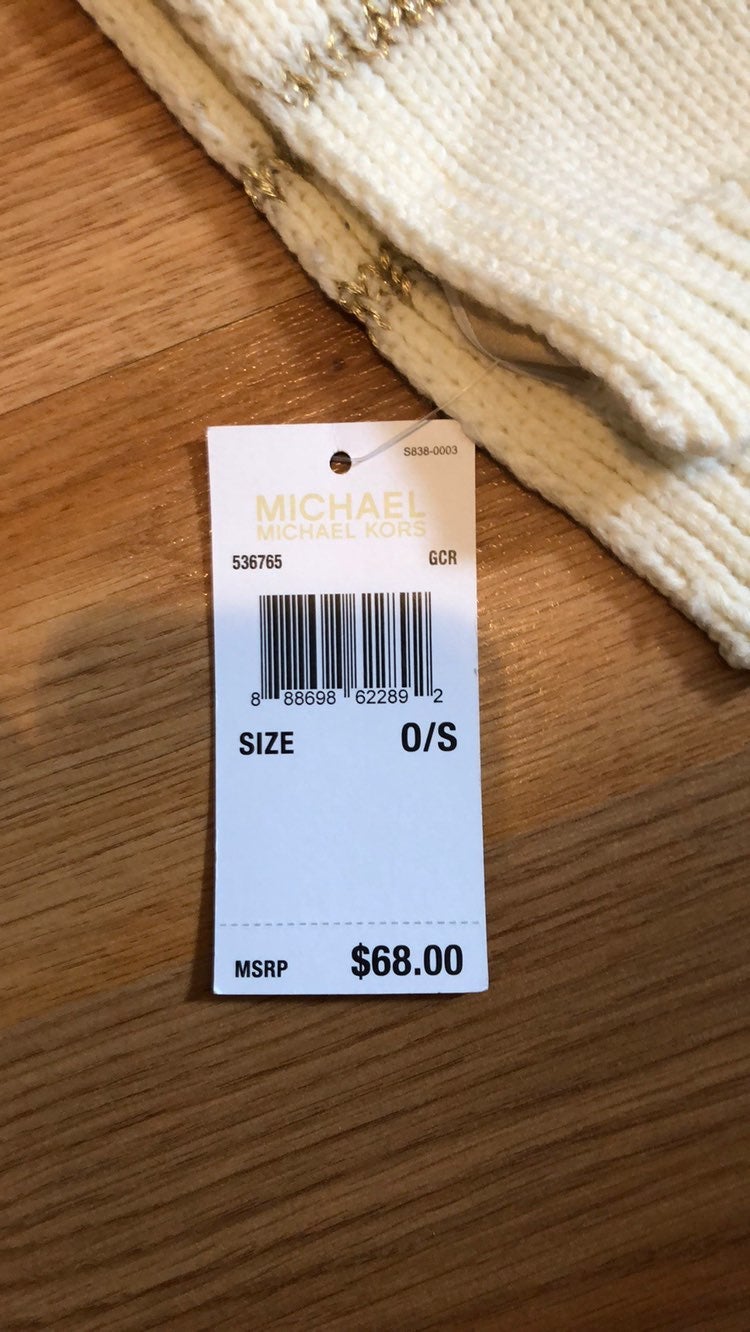 S838-0003
MICHAEL
MICHAEL KORS
536765 GCR
8 88698 62289 2
SIZE O/S
MSRP $68.00